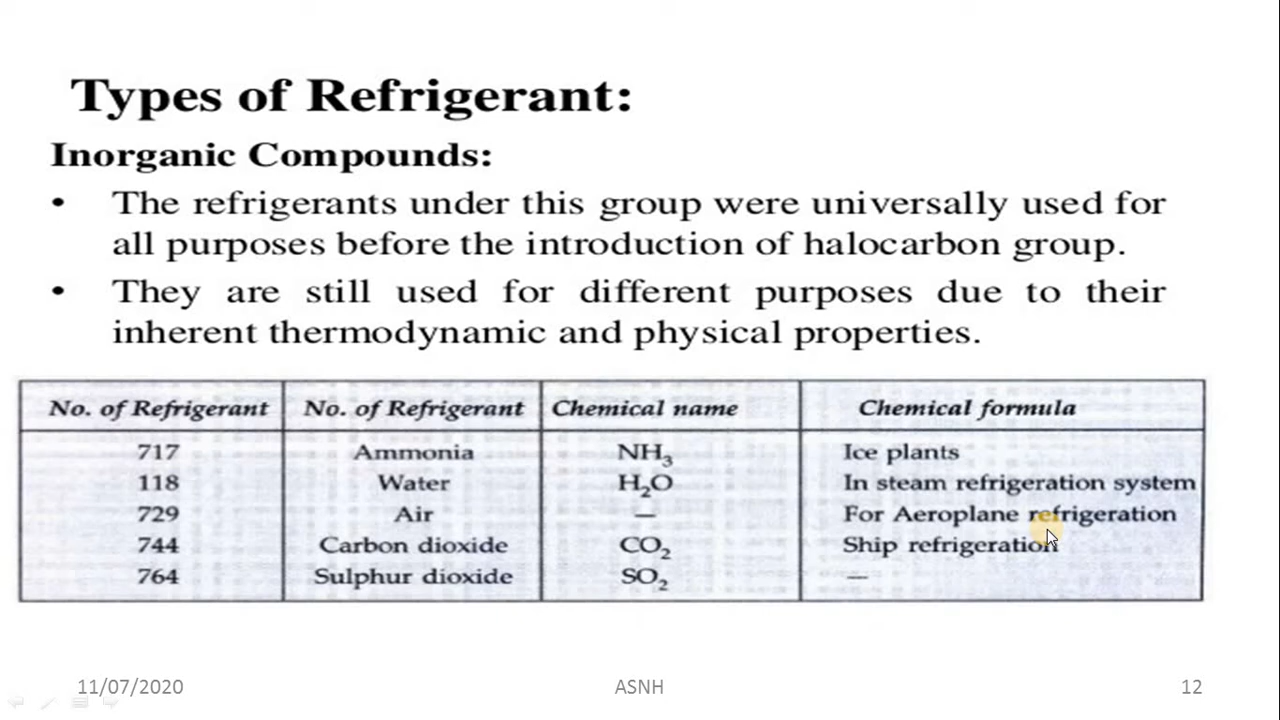 Types of Refrigerant:
Inorganic Compounds:
• The refrigerants under this group were universally used for
all purposes before the introduction of halocarbon group.
• They are still used for different purposes due to their
inherent thermodynamic and physical properties.
No. of Refrigerant No. of Refrigerant Chemical name Chemical formula
717 Ammonia NH₃ Ice plants
118 Water H₂O In steam refrigeration system
729 Air — For Aeroplane refrigeration
744 Carbon dioxide CO₂ Ship refrigeration
764 Sulphur dioxide SO₂ —
11/07/2020 ASNH 12